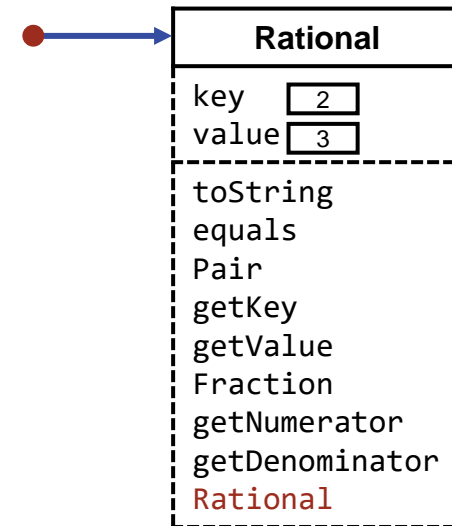 Rational
key 2
value 3
toString
equals
Pair
getKey
getValue
Fraction
getNumerator
getDenominator
Rational